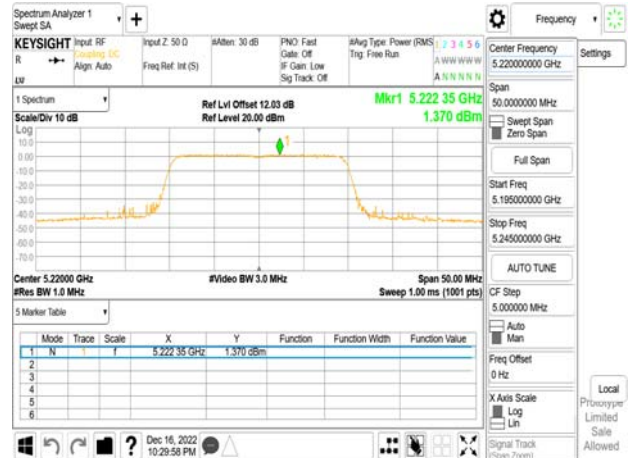 Spectrum Analyzer 1
Swept SA
+
Frequency
KEYSIGHT
R
Input: RF
Coupling: DC
Align: Auto
Input Z: 50 Ω
Freq Ref: Int (S)
#Atten: 30 dB
PNO: Fast
Gate: Off
IF Gain: Low
Sig Track: Off
#Avg Type: Power (RMS
Trig: Free Run
1 2 3 4 5 6
A W W W W W
A N N N N N
1 Spectrum
Scale/Div 10 dB
Ref Lvl Offset 12.03 dB
Ref Level 20.00 dBm
Mkr1 5.222 35 GHz
1.370 dBm
Log
10.0
0.00
-10.0
-20.0
-30.0
-40.0
-50.0
-60.0
-70.0
1
Center 5.22000 GHz
#Res BW 1.0 MHz
#Video BW 3.0 MHz
Span 50.00 MHz
Sweep 1.00 ms (1001 pts)
5 Marker Table
Mode Trace Scale X Y Function Function Width Function Value
1 N 1 f 5.222 35 GHz 1.370 dBm
2
3
4
5
6
Dec 16, 2022
10:29:58 PM
Center Frequency
5.220000000 GHz
Settings
Span
50.0000000 MHz
Swept Span
Zero Span
Full Span
Start Freq
5.195000000 GHz
Stop Freq
5.245000000 GHz
AUTO TUNE
CF Step
5.000000 MHz
Auto
Man
Freq Offset
0 Hz
X Axis Scale
Log
Lin
Signal Track
(Span Zoom)
Local
Prototype
Limited
Sale
Allowed